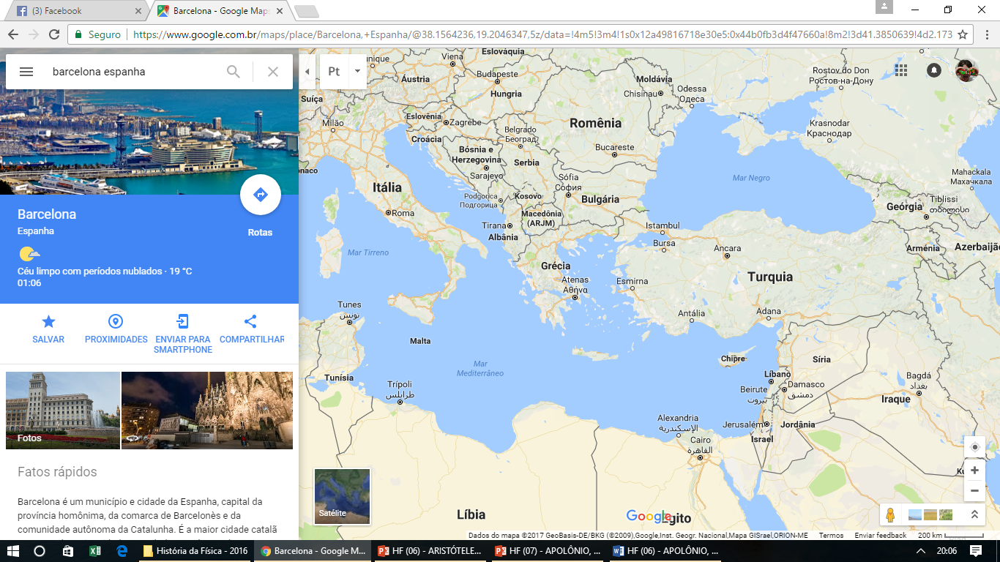 (3) Facebook
Barcelona - Google Maps
Seguro
https://www.google.com.br/maps/place/Barcelona,+Espanha/@38.1564236,19.2046347,5z/data=!4m5!3m4!1s0x12a49816718e30e5:0x44b0fb3d4f47660a!8m2!3d41.3850639!4d2.173
barcelona espanha
Pt
Barcelona
Espanha
Rotas
Céu limpo com períodos nublados · 19 °C
01:06
SALVAR
PROXIMIDADES
ENVIAR PARA
SMARTPHONE
COMPARTILHAR
Fotos
Fatos rápidos
Barcelona é um município e cidade da Espanha, capital da
província homônima, da comarca de Barcelonès e da
comunidade autônoma da Catalunha. É a maior cidade catalã
nique
Viena
Eslováquia
Áustria
Budapeste
Hungria
Moldávia
Chisinau
Odessa
Одеса
Rostov do Don
Ростов-на-Дону
Suíça
Milão
Eslovênia
Zagrebe
Croácia
Belgrado
Београд
Romênia
Bucareste
Krasnodar
Краснодар
Bósnia e
Herzegovina
Sarajevo
Serbia
Mar Negro
Mahackala
Махачкала
onaco
Itália
Roma
Podgorica
Подгорица
Kosovo
Sófia
София
Bulgária
Macedônia
(ARJM)
Geórgia
Tiblissi
თბილისი
Tirana
Albânia
Istambul
Bursa
Ancara
Arménia
Azerbaijã
Mar Tirreno
Grécia
Atenas
Αθήνα
Esmirna
Turquia
Tunes
تونس
Antália
Adana
Malta
Mar
Mediterrâneo
Chipre
Síria
Tunísia
Trípoli
طرابلس
Líbano
Beirute
بيروت
Damasco
دمشق
Bagdá
بغداد
Iraque
Alexandria
الإسكندرية
Jerusalém
Jordânia
Cairo
القاهرة
Israel
Líbia
Satélite
Google
gito
Dados do mapa ©2017 GeoBasis-DE/BKG (©2009),Google,Inst. Geogr. Nacional,Mapa GISrael,ORION-ME
Termos
Enviar feedback
200 km
História da Física - 2016
Barcelona - Google M...
HF (06) - ARISTÓTELE...
HF (07) - APOLÔNIO, ...
HF (06) - APOLÔNIO, ...
20:06